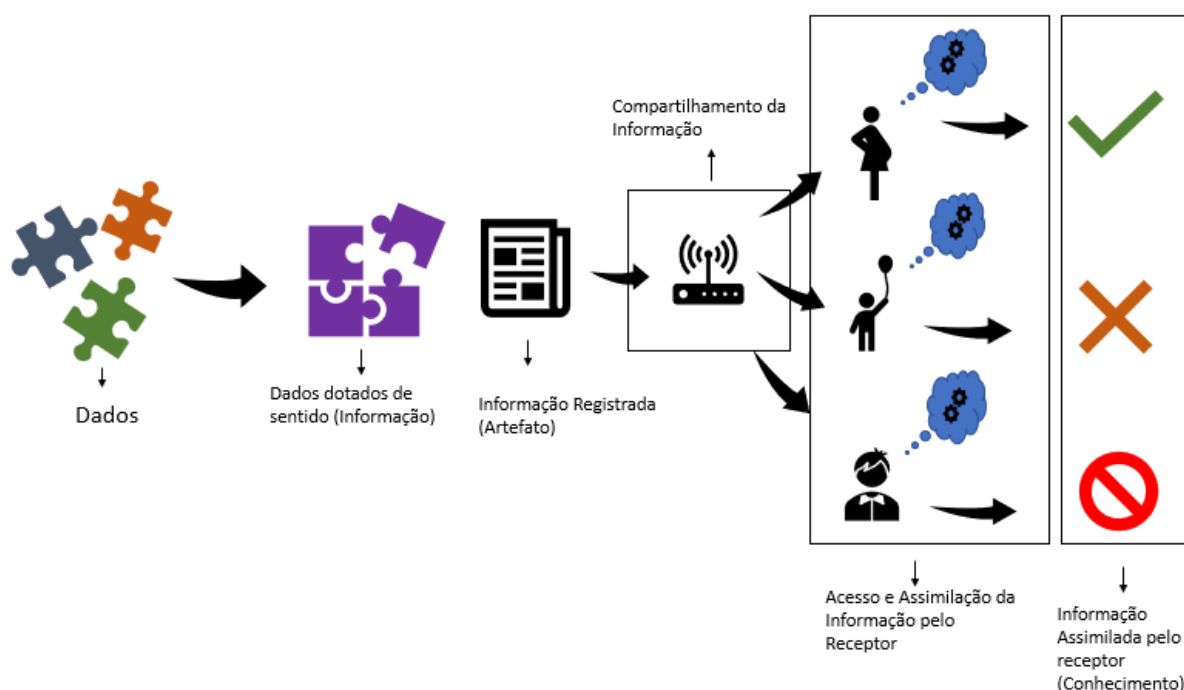 Compartilhamento da
Informação
Dados
Dados dotados de
sentido (Informação)
Informação Registrada
(Artefato)
Acesso e Assimilação da
Informação pelo
Receptor
Informação
Assimilada pelo
receptor
(Conhecimento)